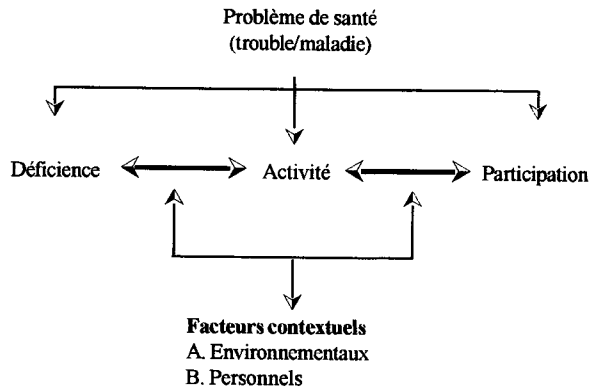 Problème de santé
(trouble/maladie)
Déficience
Activité
Participation
Facteurs contextuels
A. Environnementaux
B. Personnels